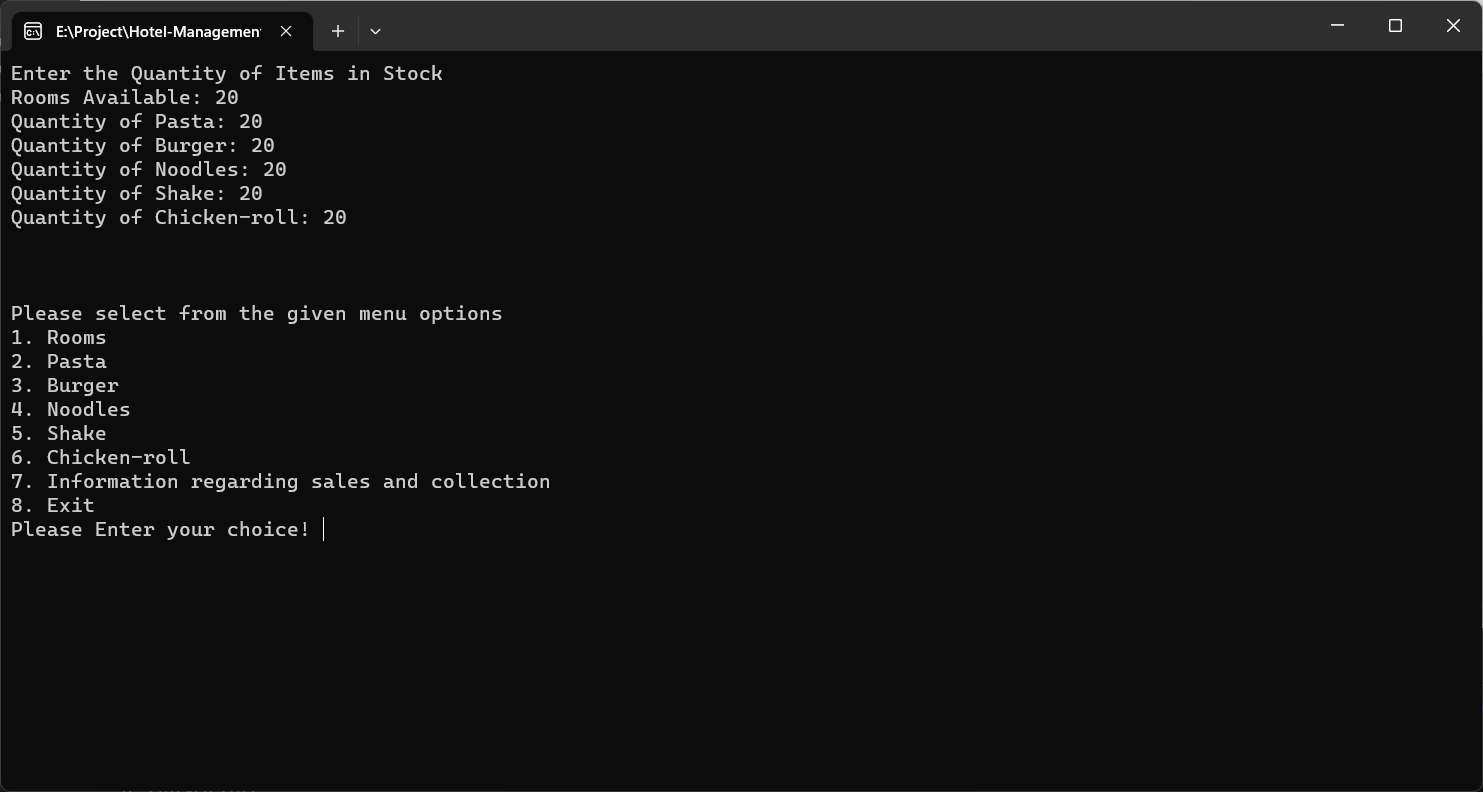 E:\Project\Hotel-Managemen
Enter the Quantity of Items in Stock
Rooms Available: 20
Quantity of Pasta: 20
Quantity of Burger: 20
Quantity of Noodles: 20
Quantity of Shake: 20
Quantity of Chicken-roll: 20
Please select from the given menu options
1. Rooms
2. Pasta
3. Burger
4. Noodles
5. Shake
6. Chicken-roll
7. Information regarding sales and collection
8. Exit
Please Enter your choice!